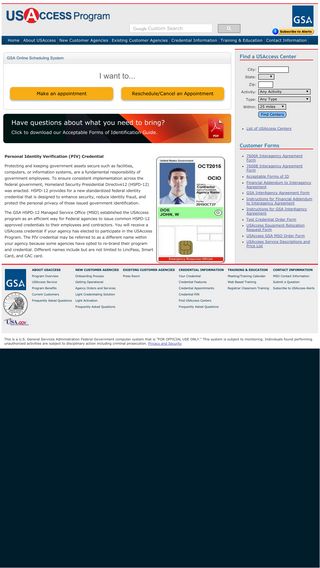 USAccess Program
Google Custom Search
GSA
Subscribe to Alerts
Home About USAccess New Customer Agencies Existing Customer Agencies Credential Information Training & Education Contact Information
GSA Online Scheduling System
I want to...
Make an appointment
Reschedule/Cancel an Appointment
Have questions about what you need to bring?
Click to download our Acceptable Forms of Identification Guide.
PDF
Personal Identity Verification (PIV) Credential
Protecting and keeping government assets secure such as facilities,
computers, or information systems, are a fundamental responsibility of
government employees. To ensure consistent implementation across the
federal government, Homeland Security Presidential Directive12 (HSPD-12)
was enacted. HSPD-12 provides for a new standardized federal identity
credential that is designed to enhance security, reduce identity fraud, and
protect the personal privacy of those issued government identification.
The GSA HSPD-12 Managed Service Office (MSO) established the USAccess
program as an efficient way for Federal agencies to issue common HSPD-12
approved credentials to their employees and contractors. You will receive a
USAccess credential if your agency has elected to participate in the USAccess
Program. The PIV credential may be referred to as a different name within
your agency because some agencies have opted to re-brand their program
and credential. Different names include but are not limited to LincPass, Smart
Card, and CAC card.
United States Government
OCT2016
OCIO
Contractor
DOE
JOHN, W
Emergency Response Official
Find a USAccess Center
City:
State:
Zip:
Activity: Any Activity
Type: Any Type
Within: 25 miles
Find Centers
List of USAccess Centers
Customer Forms
7600A Interagency Agreement
Form
7600B Interagency Agreement
Form
Acceptable Forms of ID
Financial Addendum to Interagency
Agreement
GSA Interagency Agreement Form
Instructions for Financial Addendum
to Interagency Agreement
Instructions for GSA Interagency
Agreement Form
Test Credential Order Form
USAccess Equipment Relocation
Request Form
USAccess GSA MSO Order Form
USAccess Service Descriptions and
Price List
GSA
USA.gov
ABOUT USACCESS
Program Overview
USAccess Service
Program Benefits
Current Customers
Frequently Asked Questions
NEW CUSTOMER AGENCIES
Onboarding Process
Getting Operational
Agency Orders and Services
Light Credentialing Solution
Light Activation
Frequently Asked Questions
EXISTING CUSTOMER AGENCIES
Press Room
CREDENTIAL INFORMATION
Your Credential
Credential Features
Credential Appointments
Credential PIN
Find USAccess Centers
Frequently Asked Questions
TRAINING & EDUCATION
Meeting/Training Calendar
Web Based Training
Registrar Classroom Training
CONTACT INFORMATION
MSO Contact Information
Submit a Question
Subscribe to USAccess Alerts
This is a U.S. General Services Administration Federal Government computer system that is "FOR OFFICIAL USE ONLY." This system is subject to monitoring. Individuals found performing
unauthorized activities are subject to disciplinary action including criminal prosecution. Privacy and Security